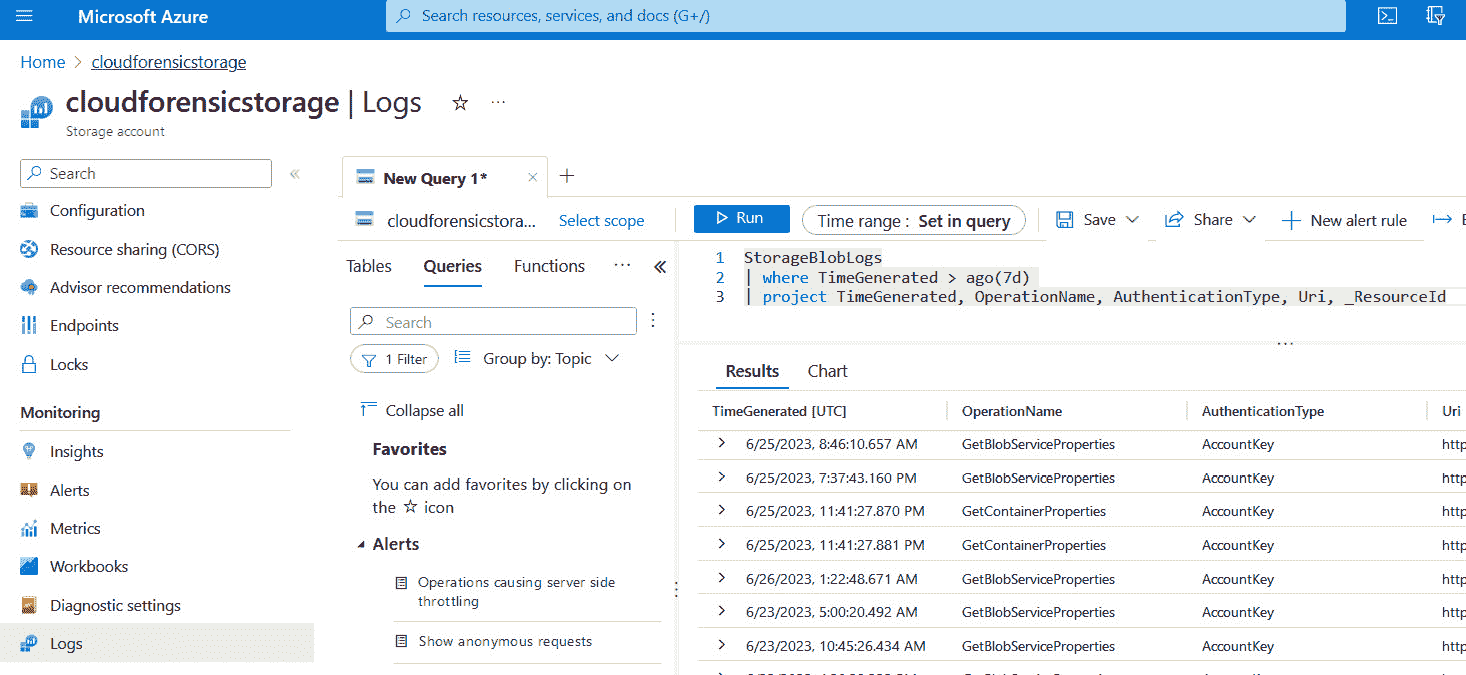 Microsoft Azure
Search resources, services, and docs (G+/)
Home > cloudforensicstorage
cloudforensicstorage | Logs
Storage account
Search
Configuration
Resource sharing (CORS)
Advisor recommendations
Endpoints
Locks
Monitoring
Insights
Alerts
Metrics
Workbooks
Diagnostic settings
Logs
New Query 1*
cloudforensicstora... Select scope
Run Time range : Set in query Save Share New alert rule
Tables Queries Functions
Search
1 Filter Group by: Topic
Collapse all
Favorites
You can add favorites by clicking on
the ☆ icon
Alerts
Operations causing server side
throttling
Show anonymous requests
1 StorageBlobLogs
2 | where TimeGenerated > ago(7d)
3 | project TimeGenerated, OperationName, AuthenticationType, Uri, _ResourceId
Results Chart
TimeGenerated [UTC] OperationName AuthenticationType Uri
6/25/2023, 8:46:10.657 AM GetBlobServiceProperties AccountKey http
6/25/2023, 7:37:43.160 PM GetBlobServiceProperties AccountKey http
6/25/2023, 11:41:27.870 PM GetContainerProperties AccountKey http
6/25/2023, 11:41:27.881 PM GetContainerProperties AccountKey http
6/26/2023, 1:22:48.671 AM GetBlobServiceProperties AccountKey http
6/23/2023, 5:00:20.492 AM GetBlobServiceProperties AccountKey http
6/23/2023, 10:45:26.434 AM GetBlobServiceProperties AccountKey http